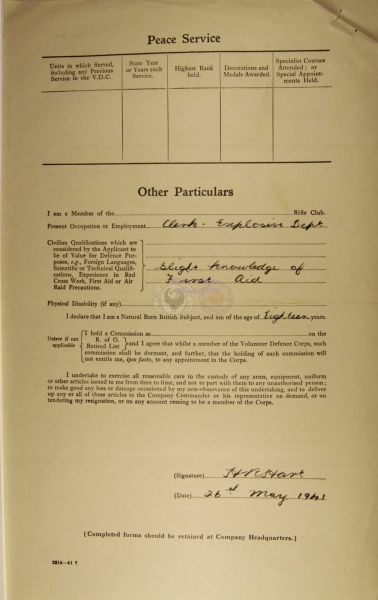 Peace Service
Units in which Served, including any Previous Service in the V.D.C.
State Year or Years such Service.
Highest Rank held.
Decorations and Medals Awarded.
Specialist Courses Attended; or Special Appointments Held.
Other Particulars
I am a Member of the Rifle Club.
Present Occupation or Employment Clerk - Explosive Dept.
Civilian Qualifications which are
considered by the Applicant to
be of Value for Defence Pur-
poses, e.g., Foreign Languages,
Scientific or Technical Qualifi-
cations, Experience in Red
Cross Work, First Aid or Air
Raid Precautions.
Slight knowledge of
First Aid
Physical Disability (if any)
I declare that I am a Natural Born British Subject, and am of the age of Eighteen years.
Delete if not applicable
I hold a Commission as on the
R. of O.
Retired List
and I agree that whilst a member of the Volunteer Defence Corps, such
commission shall be dormant, and further, that the holding of such commission will
not entitle me, ipso facto, to any appointment in the Corps.
I undertake to exercise all reasonable care in the custody of any arms, equipment, uniform
or other articles issued to me from time to time, and not to part with them to any unauthorised person;
to make good any loss or damage occasioned by my non-observance of this undertaking, and to deliver
up any or all of these articles to the Company Commander or his representative on demand, or on
tendering my resignation, or on any account ceasing to be a member of the Corps.
(Signature) H R Hart
(Date) 26th May 1941
(Completed forms should be retained at Company Headquarters.)